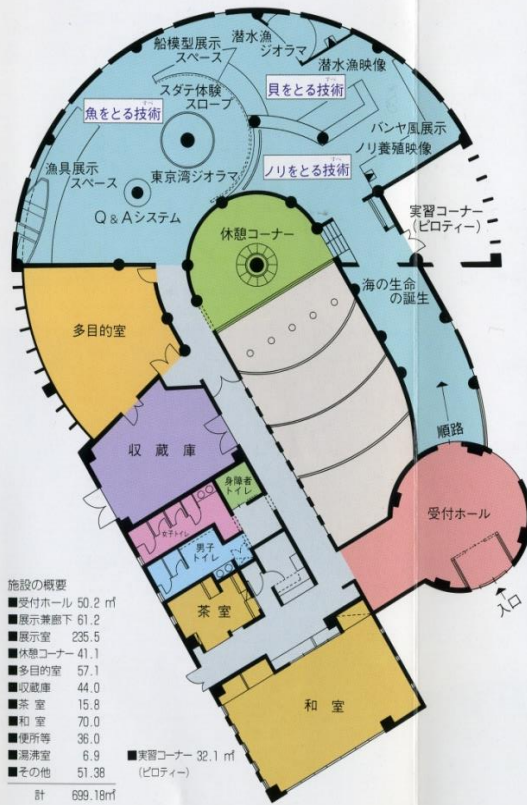 船模型展示
スペース
潜水漁
ジオラマ
スダテ体験
スロープ
潜水漁映像
魚をとる技術
すべ
貝をとる技術
すべ
バンヤ風展示
ノリ養殖映像
漁具展示
スペース
東京湾ジオラマ
ノリをとる技術
すべ
Q&Aシステム
実習コーナー
(ピロティー)
休憩コーナー
海の生命
の誕生
多目的室
順路
収蔵庫
身障者
トイレ
女子トイレ
受付ホール
男子
トイレ
茶室
入口
和室
施設の概要
■受付ホール 50.2 ㎡
■展示兼廊下 61.2
■展示室 235.5
■休憩コーナー 41.1
■多目的室 57.1
■収蔵庫 44.0
■茶室 15.8
■和室 70.0
■便所等 36.0
■湯沸室 6.9
■その他 51.38
計 699.18㎡
■実習コーナー 32.1 ㎡
(ピロティー)